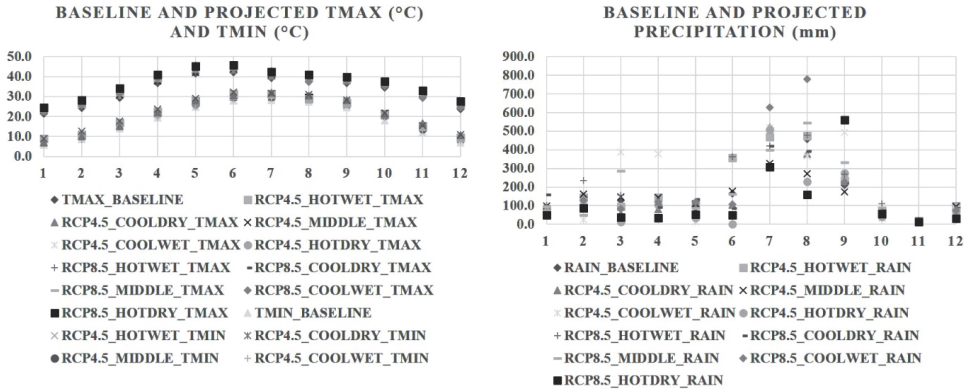 BASELINE AND PROJECTED TMAX (°C)
AND TMIN (°C)
50.0
40.0
30.0
20.0
10.0
0.0
1 2 3 4 5 6 7 8 9 10 11 12
TMAX_BASELINE RCP4.5_HOTWET_TMAX
RCP4.5_COOLDRY_TMAX RCP4.5_MIDDLE_TMAX
RCP4.5_COOLWET_TMAX RCP4.5_HOTDRY_TMAX
RCP8.5_HOTWET_TMAX RCP8.5_COOLDRY_TMAX
RCP8.5_MIDDLE_TMAX RCP8.5_COOLWET_TMAX
RCP8.5_HOTDRY_TMAX TMIN_BASELINE
RCP4.5_HOTWET_TMIN RCP4.5_COOLDRY_TMIN
RCP4.5_MIDDLE_TMIN RCP4.5_COOLWET_TMIN
BASELINE AND PROJECTED
PRECIPITATION (mm)
900.0
800.0
700.0
600.0
500.0
400.0
300.0
200.0
100.0
0.0
1 2 3 4 5 6 7 8 9 10 11 12
RAIN_BASELINE RCP4.5_HOTWET_RAIN
RCP4.5_COOLDRY_RAIN RCP4.5_MIDDLE_RAIN
RCP4.5_COOLWET_RAIN RCP4.5_HOTDRY_RAIN
RCP8.5_HOTWET_RAIN RCP8.5_COOLDRY_RAIN
RCP8.5_MIDDLE_RAIN RCP8.5_COOLWET_RAIN
RCP8.5_HOTDRY_RAIN